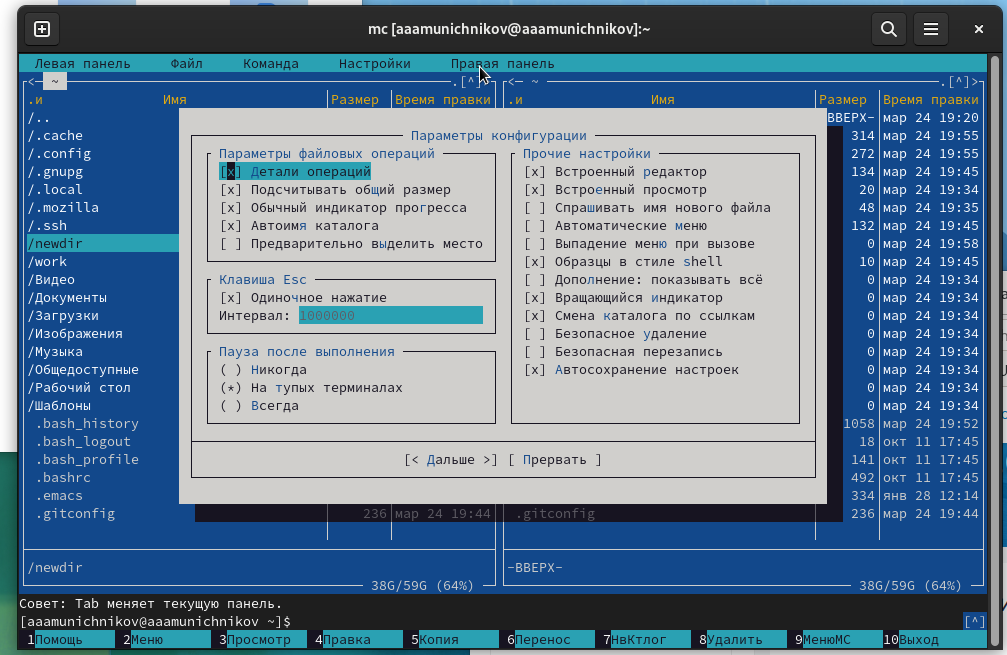 mc [aaamunichnikov@aaamunichnikov]:~
Левая панель Файл Команда Настройки Правая панель
<─ ~ .[^]> <─ ~ .[^]>
.и Имя Размер Время правки .и Имя Размер Время правки
/.. ВВЕРХ- мар 24 19:20
/.cache Параметры конфигурации 314 мар 24 19:55
/.config Параметры файловых операций Прочие настройки 272 мар 24 19:55
/.gnupg [x] Детали операций [x] Встроенный редактор 134 мар 24 19:45
/.local [x] Подсчитывать общий размер [x] Встроенный просмотр 20 мар 24 19:34
/.mozilla [x] Обычный индикатор прогресса [ ] Спрашивать имя нового файла 48 мар 24 19:35
/.ssh [x] Автоимя каталога [ ] Автоматические меню 132 мар 24 19:45
/newdir [ ] Предварительно выделить место [ ] Выпадение меню при вызове 0 мар 24 19:58
/work [x] Образцы в стиле shell 10 мар 24 19:45
/Видео Клавиша Esc [ ] Дополнение: показывать всё 0 мар 24 19:34
/Документы [x] Одиночное нажатие [x] Вращающийся индикатор 0 мар 24 19:34
/Загрузки Интервал: 1000000 [x] Смена каталога по ссылкам 0 мар 24 19:34
/Изображения [ ] Безопасное удаление 0 мар 24 19:34
/Музыка Пауза после выполнения [ ] Безопасная перезапись 0 мар 24 19:34
/Общедоступные ( ) Никогда [x] Автосохранение настроек 0 мар 24 19:34
/Рабочий стол (*) На тупых терминалах 0 мар 24 19:34
/Шаблоны ( ) Всегда 0 мар 24 19:34
.bash_history 1058 мар 24 19:52
.bash_logout 18 окт 11 17:45
.bash_profile [< Дальше >] [ Прервать ] 141 окт 11 17:45
.bashrc 492 окт 11 17:45
.emacs 334 янв 28 12:14
.gitconfig 236 мар 24 19:44 .gitconfig 236 мар 24 19:44
/newdir -ВВЕРХ-
38G/59G (64%) 38G/59G (64%)
Совет: Tab меняет текущую панель.
[aaamunichnikov@aaamunichnikov ~]$ [^]
1Помощь 2Меню 3Просмотр 4Правка 5Копия 6Перенос 7НвКтлог 8Удалить 9МенюМС 10Выход